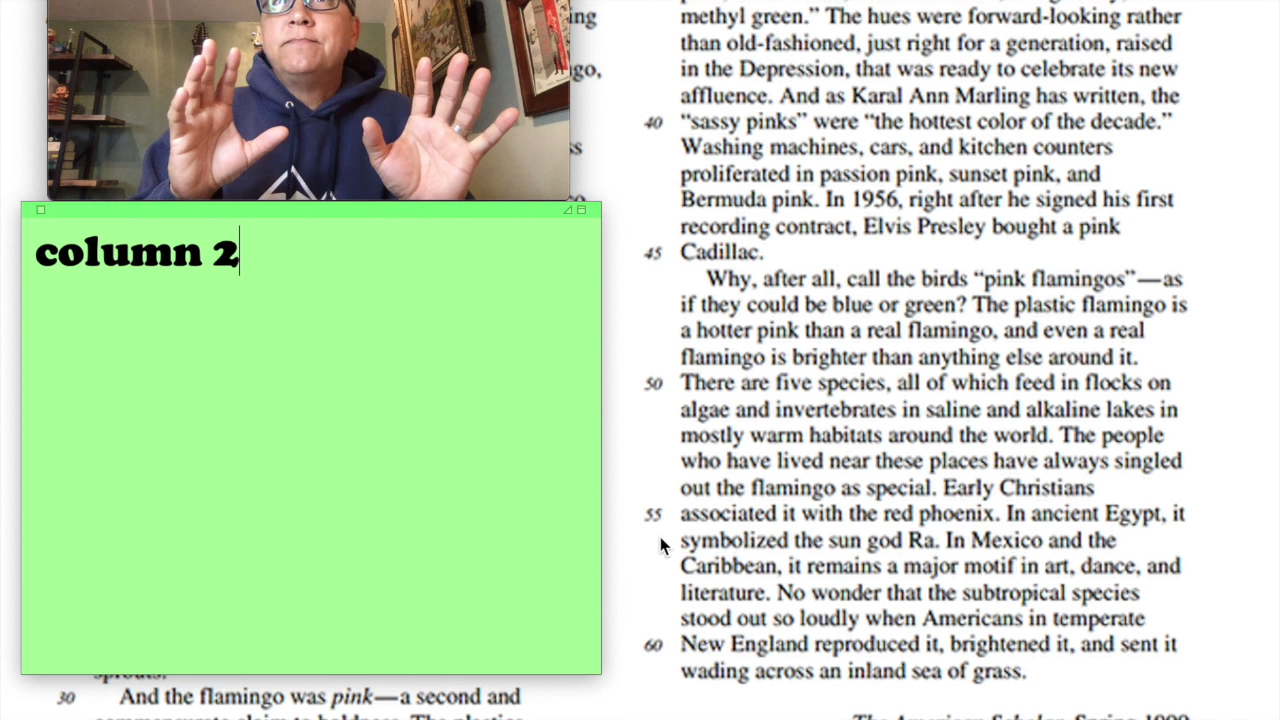 column 2
30 And the flamingo was pink—a second and
methyl green.” The hues were forward-looking rather
than old-fashioned, just right for a generation, raised
in the Depression, that was ready to celebrate its new
affluence. And as Karal Ann Marling has written, the
40 “sassy pinks” were “the hottest color of the decade.”
Washing machines, cars, and kitchen counters
proliferated in passion pink, sunset pink, and
Bermuda pink. In 1956, right after he signed his first
recording contract, Elvis Presley bought a pink
45 Cadillac.
Why, after all, call the birds “pink flamingos”—as
if they could be blue or green? The plastic flamingo is
a hotter pink than a real flamingo, and even a real
flamingo is brighter than anything else around it.
50 There are five species, all of which feed in flocks on
algae and invertebrates in saline and alkaline lakes in
mostly warm habitats around the world. The people
who have lived near these places have always singled
out the flamingo as special. Early Christians
55 associated it with the red phoenix. In ancient Egypt, it
symbolized the sun god Ra. In Mexico and the
Caribbean, it remains a major motif in art, dance, and
literature. No wonder that the subtropical species
stood out so loudly when Americans in temperate
60 New England reproduced it, brightened it, and sent it
wading across an inland sea of grass.